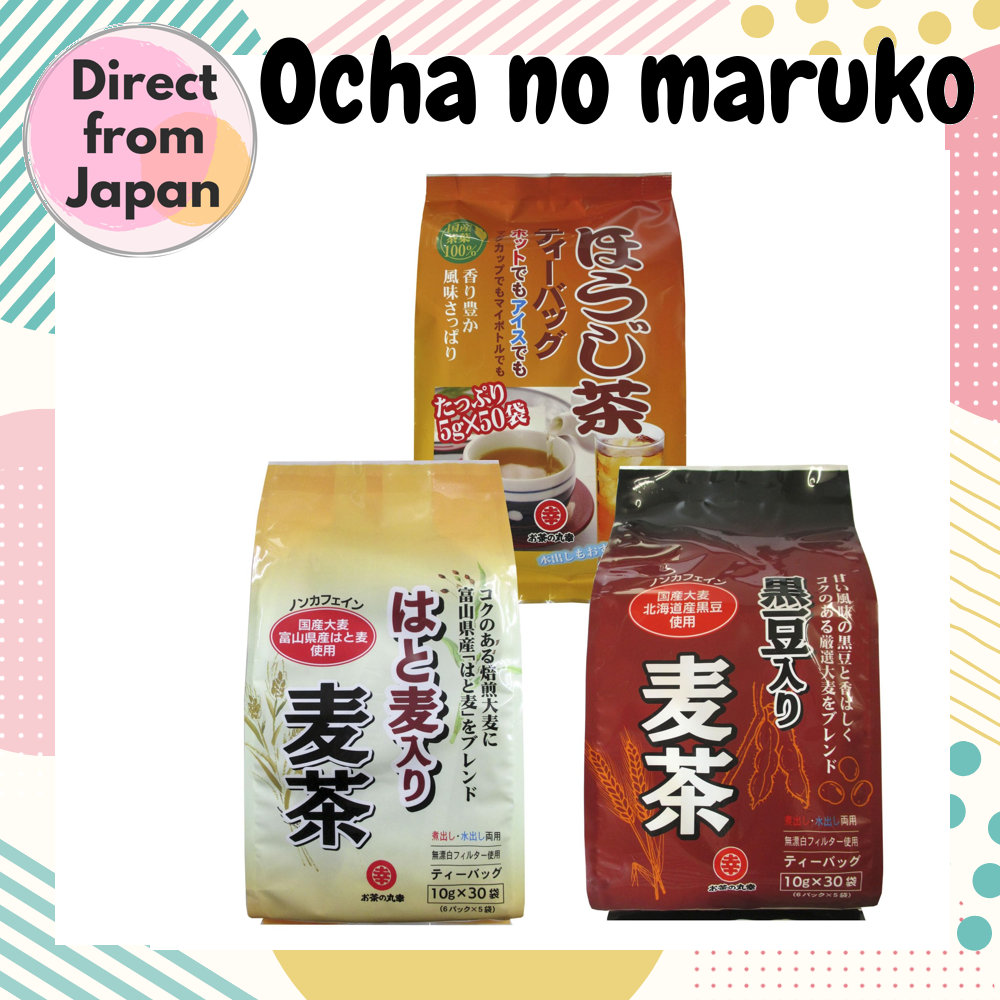 Direct
from
Japan
Ocha no maruko
国産
茶葉
100%
ほうじ茶
ティーバッグ
ホットでもアイスでも
マグカップでもマイボトルでも
香り豊か
風味さっぱり
たっぷり
5g×50袋
幸
お茶の丸幸
水出しもお
ノンカフェイン
国産大麦
富山県産はと麦
使用
コクのある焙煎大麦に
富山県産「はと麦」をブレンド
はと麦入り
麦茶
煮出し・水出し両用
無漂白フィルター使用
ティーバッグ
10g×30袋
(6パック×5袋)
幸
お茶の丸幸
ノンカフェイン
国産大麦
北海道産黒豆
使用
甘い風味の黒豆と香ばしく
コクのある厳選大麦をブレンド
黒豆入り
麦茶
煮出し・水出し両用
無漂白フィルター使用
ティーバッグ
10g×30袋
(6パック×5袋)
幸
お茶の丸幸